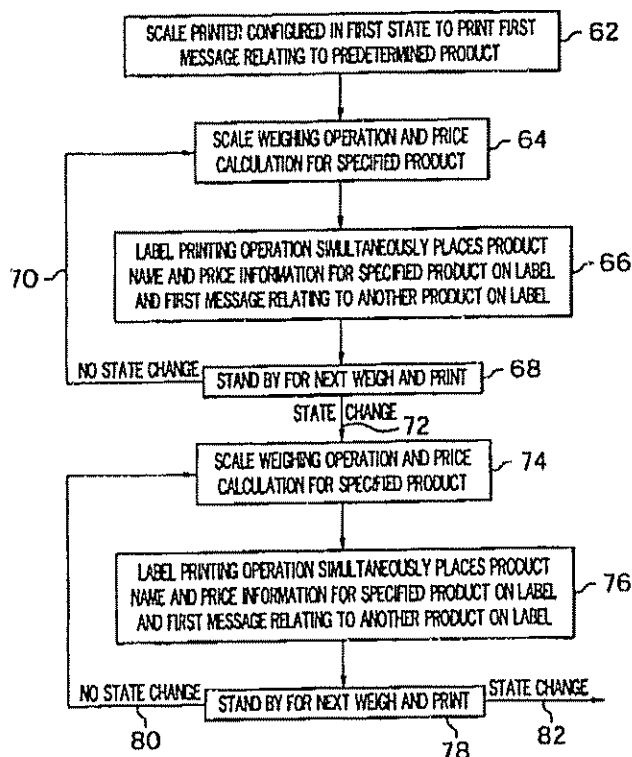 SCALE PRINTER CONFIGURED IN FIRST STATE TO PRINT FIRST
MESSAGE RELATING TO PREDETERMINED PRODUCT
62
SCALE WEIGHING OPERATION AND PRICE
CALCULATION FOR SPECIFIED PRODUCT
64
LABEL PRINTING OPERATION SIMULTANEOUSLY PLACES PRODUCT
NAME AND PRICE INFORMATION FOR SPECIFIED PRODUCT ON LABEL
AND FIRST MESSAGE RELATING TO ANOTHER PRODUCT ON LABEL
66
70
NO STATE CHANGE
STAND BY FOR NEXT WEIGH AND PRINT
68
STATE CHANGE
72
SCALE WEIGHING OPERATION AND PRICE
CALCULATION FOR SPECIFIED PRODUCT
74
LABEL PRINTING OPERATION SIMULTANEOUSLY PLACES PRODUCT
NAME AND PRICE INFORMATION FOR SPECIFIED PRODUCT ON LABEL
AND FIRST MESSAGE RELATING TO ANOTHER PRODUCT ON LABEL
76
NO STATE CHANGE
80
STAND BY FOR NEXT WEIGH AND PRINT
78
STATE CHANGE
82